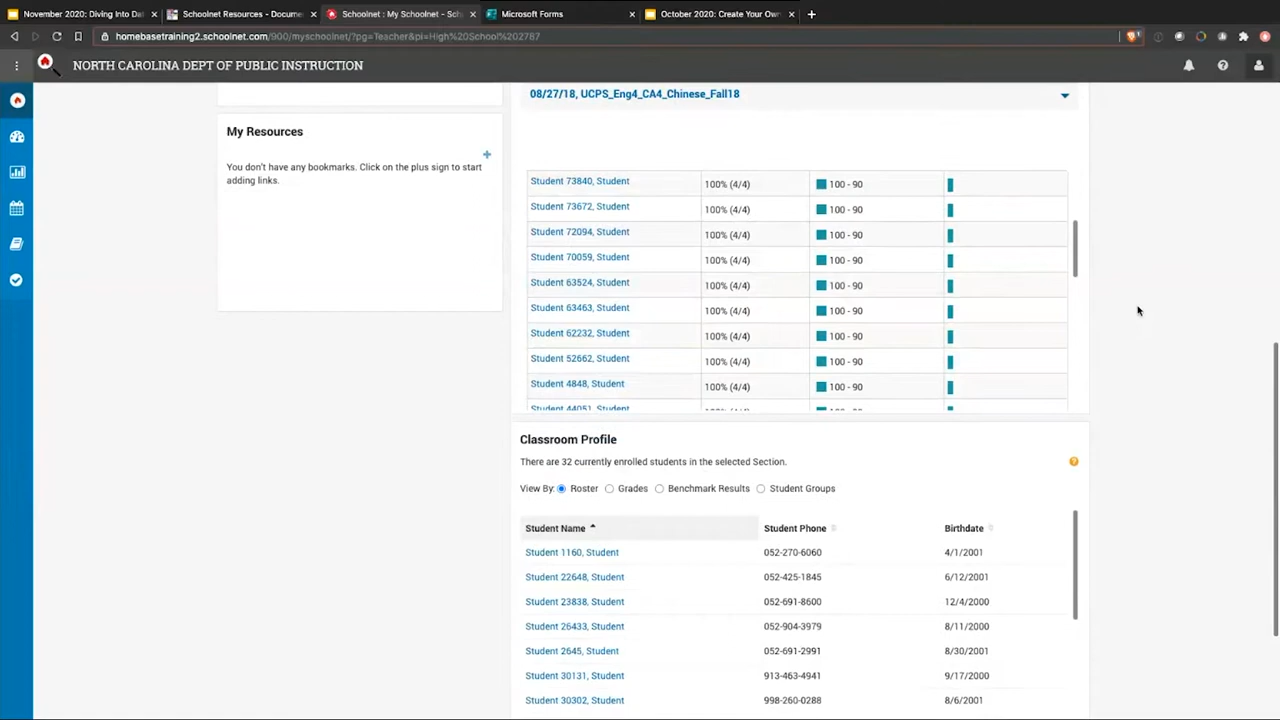 November 2020: Diving Into Dat
Schoolnet Resources - Docume
Schoolnet : My Schoolnet - Sch
Microsoft Forms
October 2020: Create Your Own
homebasetraining2.schoolnet.com/900/myschoolnet/?pg=Teacher&pi=High%20School%202787
NORTH CAROLINA DEPT OF PUBLIC INSTRUCTION
My Resources
You don't have any bookmarks. Click on the plus sign to start
adding links.
08/27/18, UCPS_Eng4_CA4_Chinese_Fall18
Student 73840, Student 100% (4/4) 100 - 90
Student 73672, Student 100% (4/4) 100 - 90
Student 72094, Student 100% (4/4) 100 - 90
Student 70059, Student 100% (4/4) 100 - 90
Student 63524, Student 100% (4/4) 100 - 90
Student 63463, Student 100% (4/4) 100 - 90
Student 62232, Student 100% (4/4) 100 - 90
Student 52662, Student 100% (4/4) 100 - 90
Student 4848, Student 100% (4/4) 100 - 90
Student 44051, Student
Classroom Profile
There are 32 currently enrolled students in the selected Section.
View By: Roster Grades Benchmark Results Student Groups
Student Name Student Phone Birthdate
Student 1160, Student 052-270-6060 4/1/2001
Student 22648, Student 052-425-1845 6/12/2001
Student 23838, Student 052-691-8600 12/4/2000
Student 26433, Student 052-904-3979 8/11/2000
Student 2645, Student 052-691-2991 8/30/2001
Student 30131, Student 913-463-4941 9/17/2000
Student 30302, Student 998-260-0288 8/6/2001